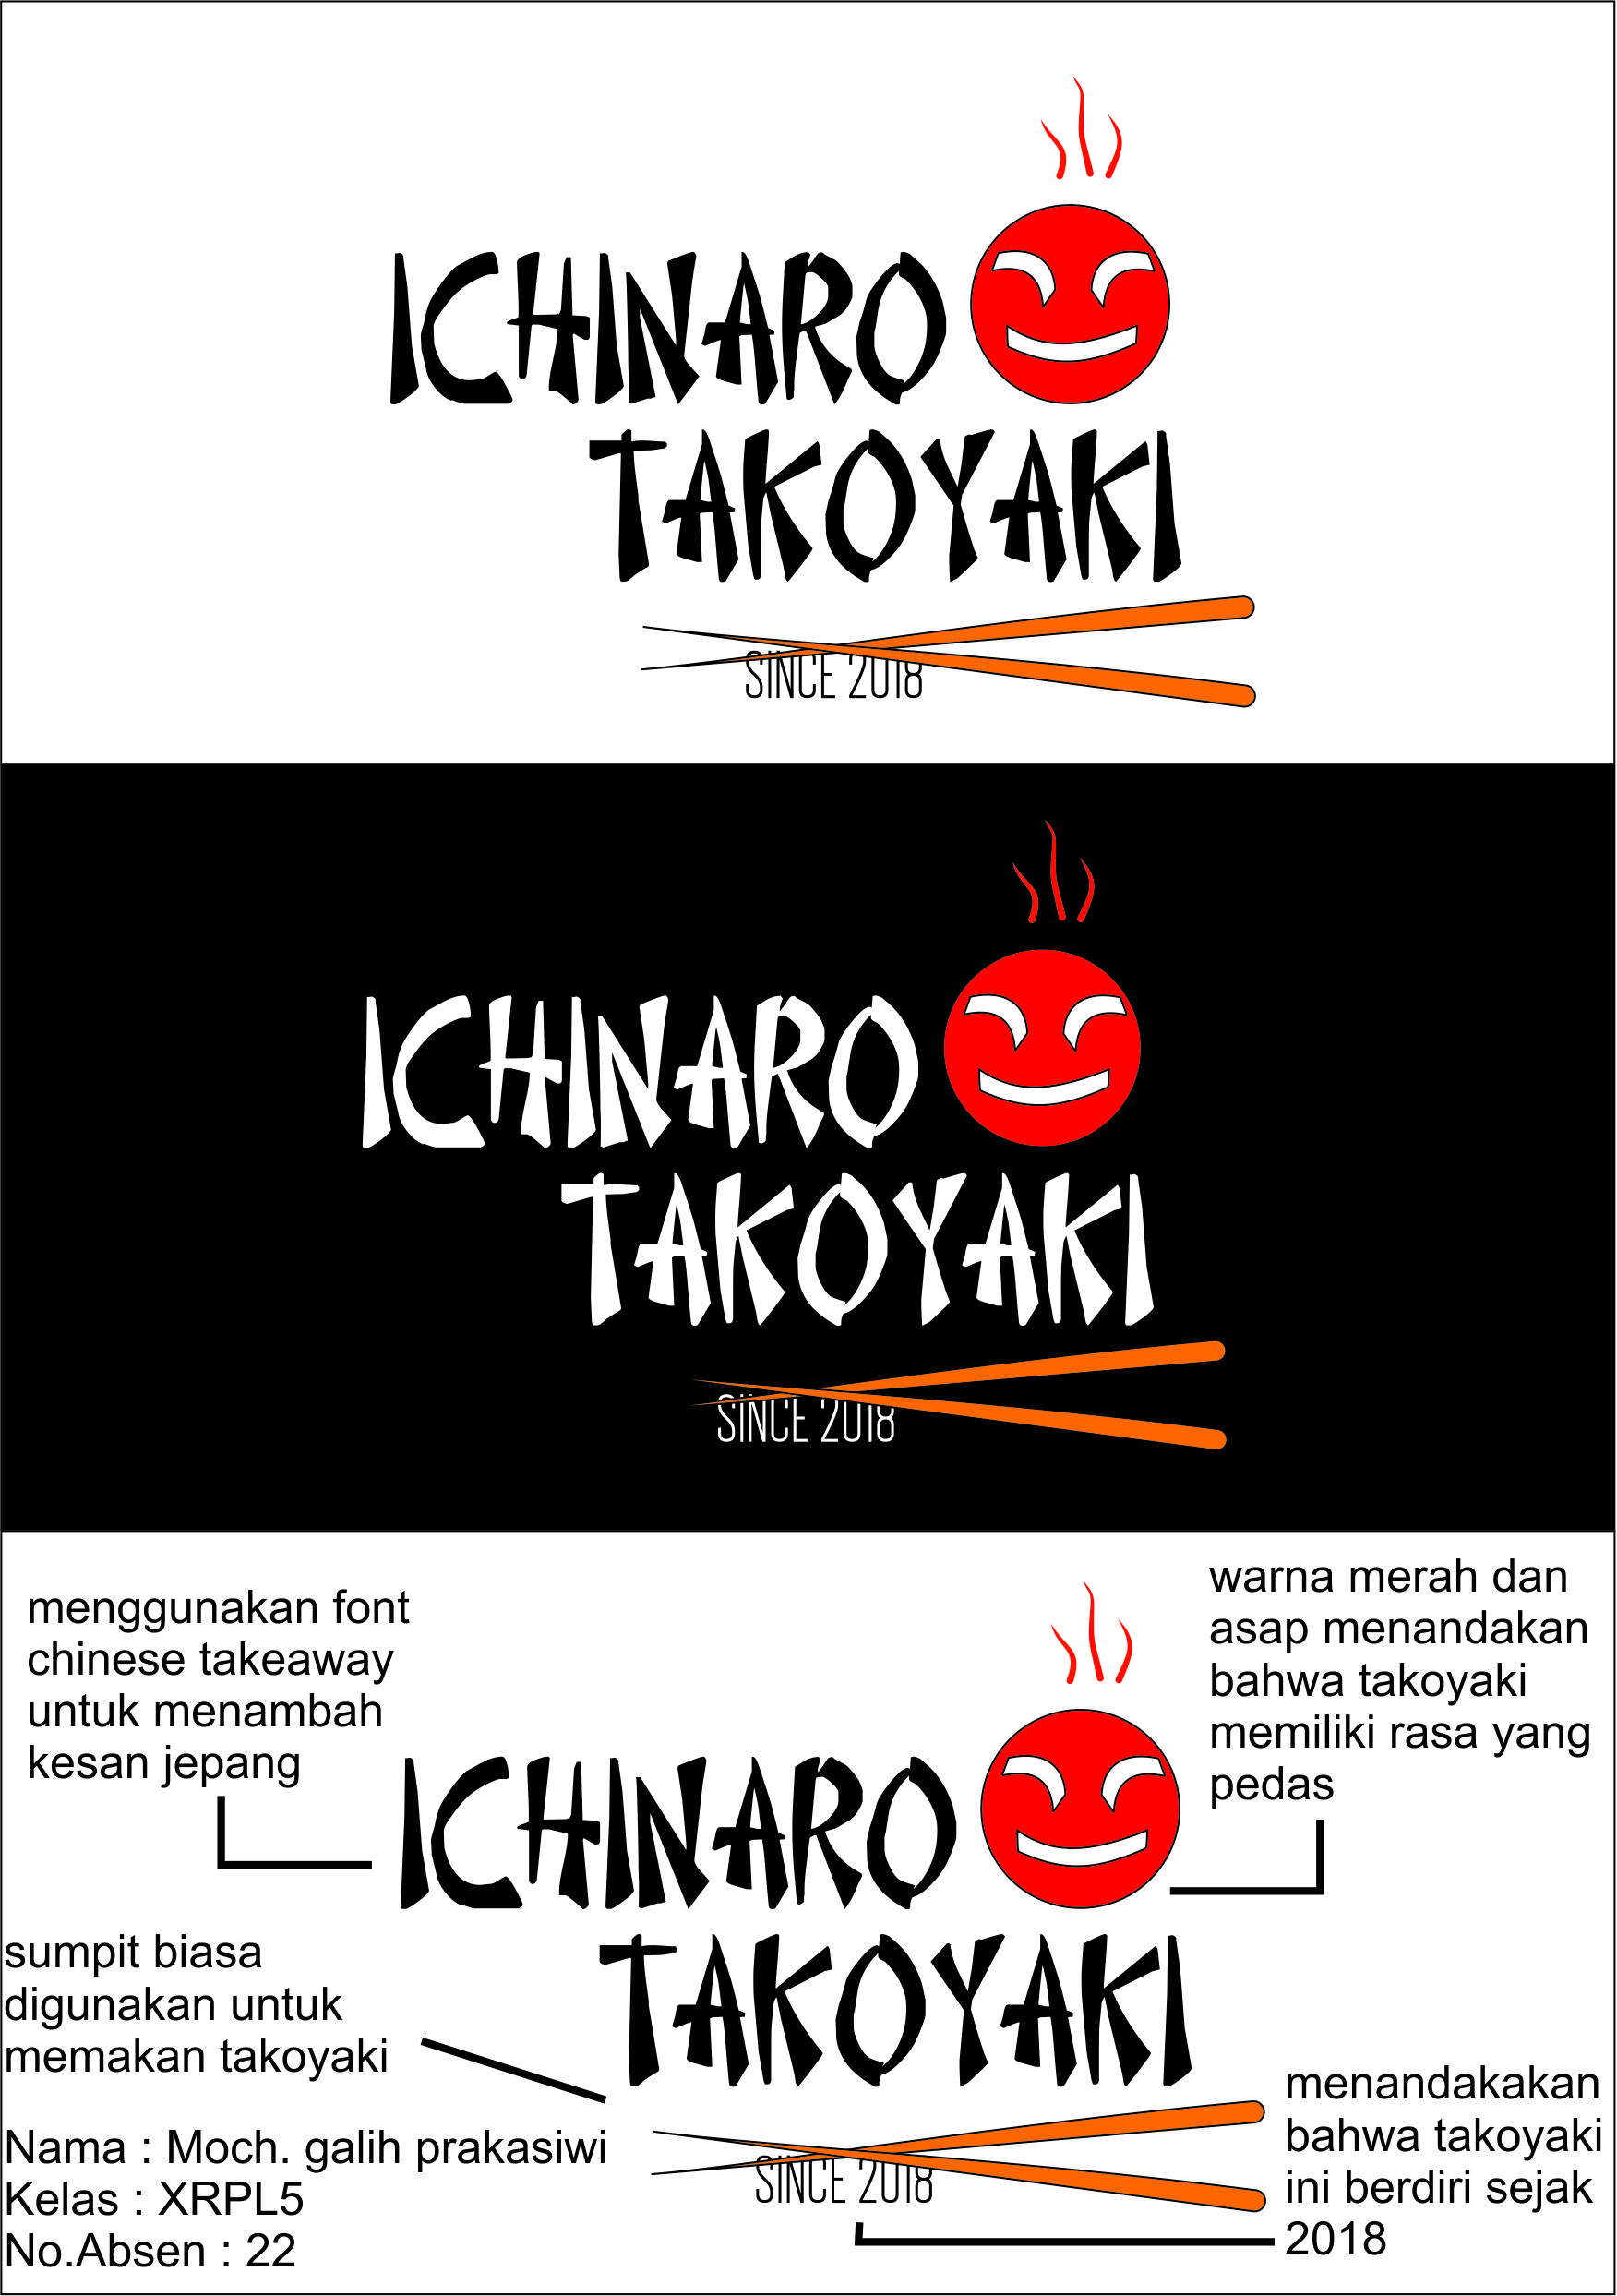 ICHINARO
TAKOYAKI
SINCE 2018
ICHINARO
TAKOYAKI
SINCE 2018
menggunakan font
chinese takeaway
untuk menambah
kesan jepang
warna merah dan
asap menandakan
bahwa takoyaki
memiliki rasa yang
pedas
ICHINARO
TAKOYAKI
SINCE 2018
sumpit biasa
digunakan untuk
memakan takoyaki
menandakakan
bahwa takoyaki
ini berdiri sejak
2018
Nama : Moch. galih prakasiwi
Kelas : XRPL5
No.Absen : 22